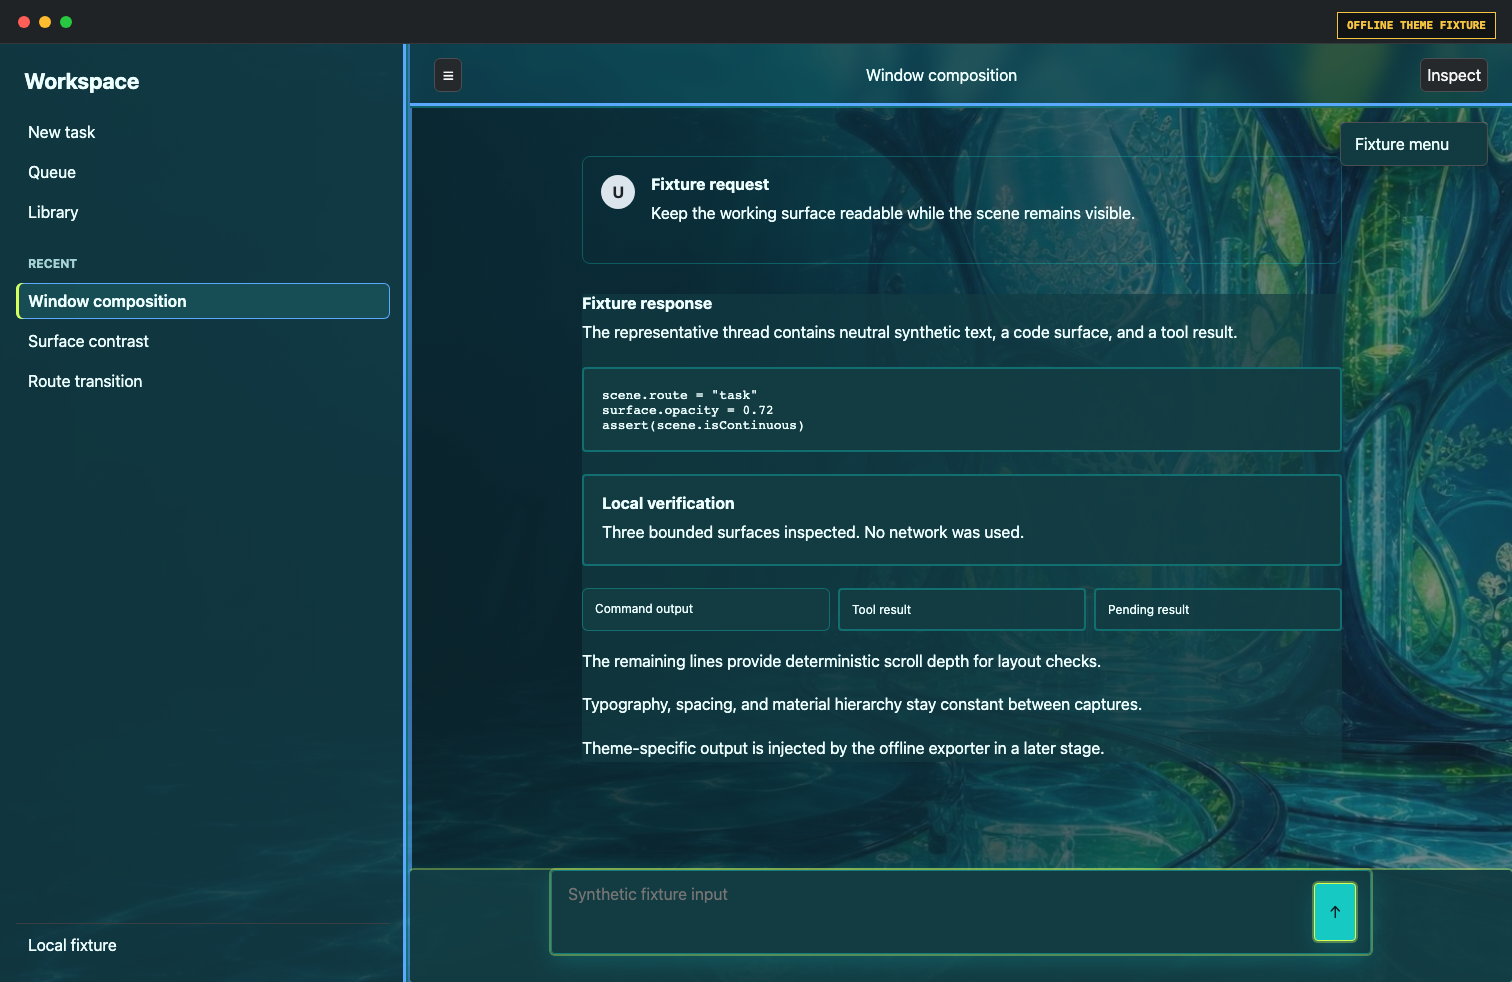 OFFLINE THEME FIXTURE
Workspace
New task
Queue
Library
RECENT
Window composition
Surface contrast
Route transition
Local fixture
Window composition
Inspect
Fixture menu
U
Fixture request
Keep the working surface readable while the scene remains visible.
Fixture response
The representative thread contains neutral synthetic text, a code surface, and a tool result.
scene.route = "task"
surface.opacity = 0.72
assert(scene.isContinuous)
Local verification
Three bounded surfaces inspected. No network was used.
Command output
Tool result
Pending result
The remaining lines provide deterministic scroll depth for layout checks.
Typography, spacing, and material hierarchy stay constant between captures.
Theme-specific output is injected by the offline exporter in a later stage.
Synthetic fixture input